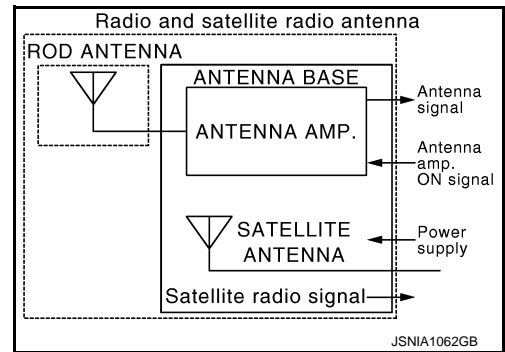 Radio and satellite radio antenna
ROD ANTENNA
ANTENNA BASE
ANTENNA AMP.
Antenna
signal
Antenna
amp.
ON signal
SATELLITE
ANTENNA
Power
supply
Satellite radio signal
JSNIA1062GB